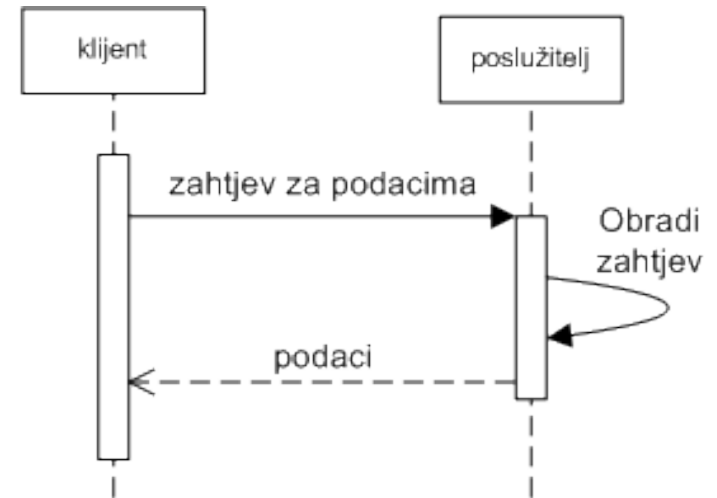 klijent
poslužitelj
zahtjev za podacima
Obradi
zahtjev
podaci